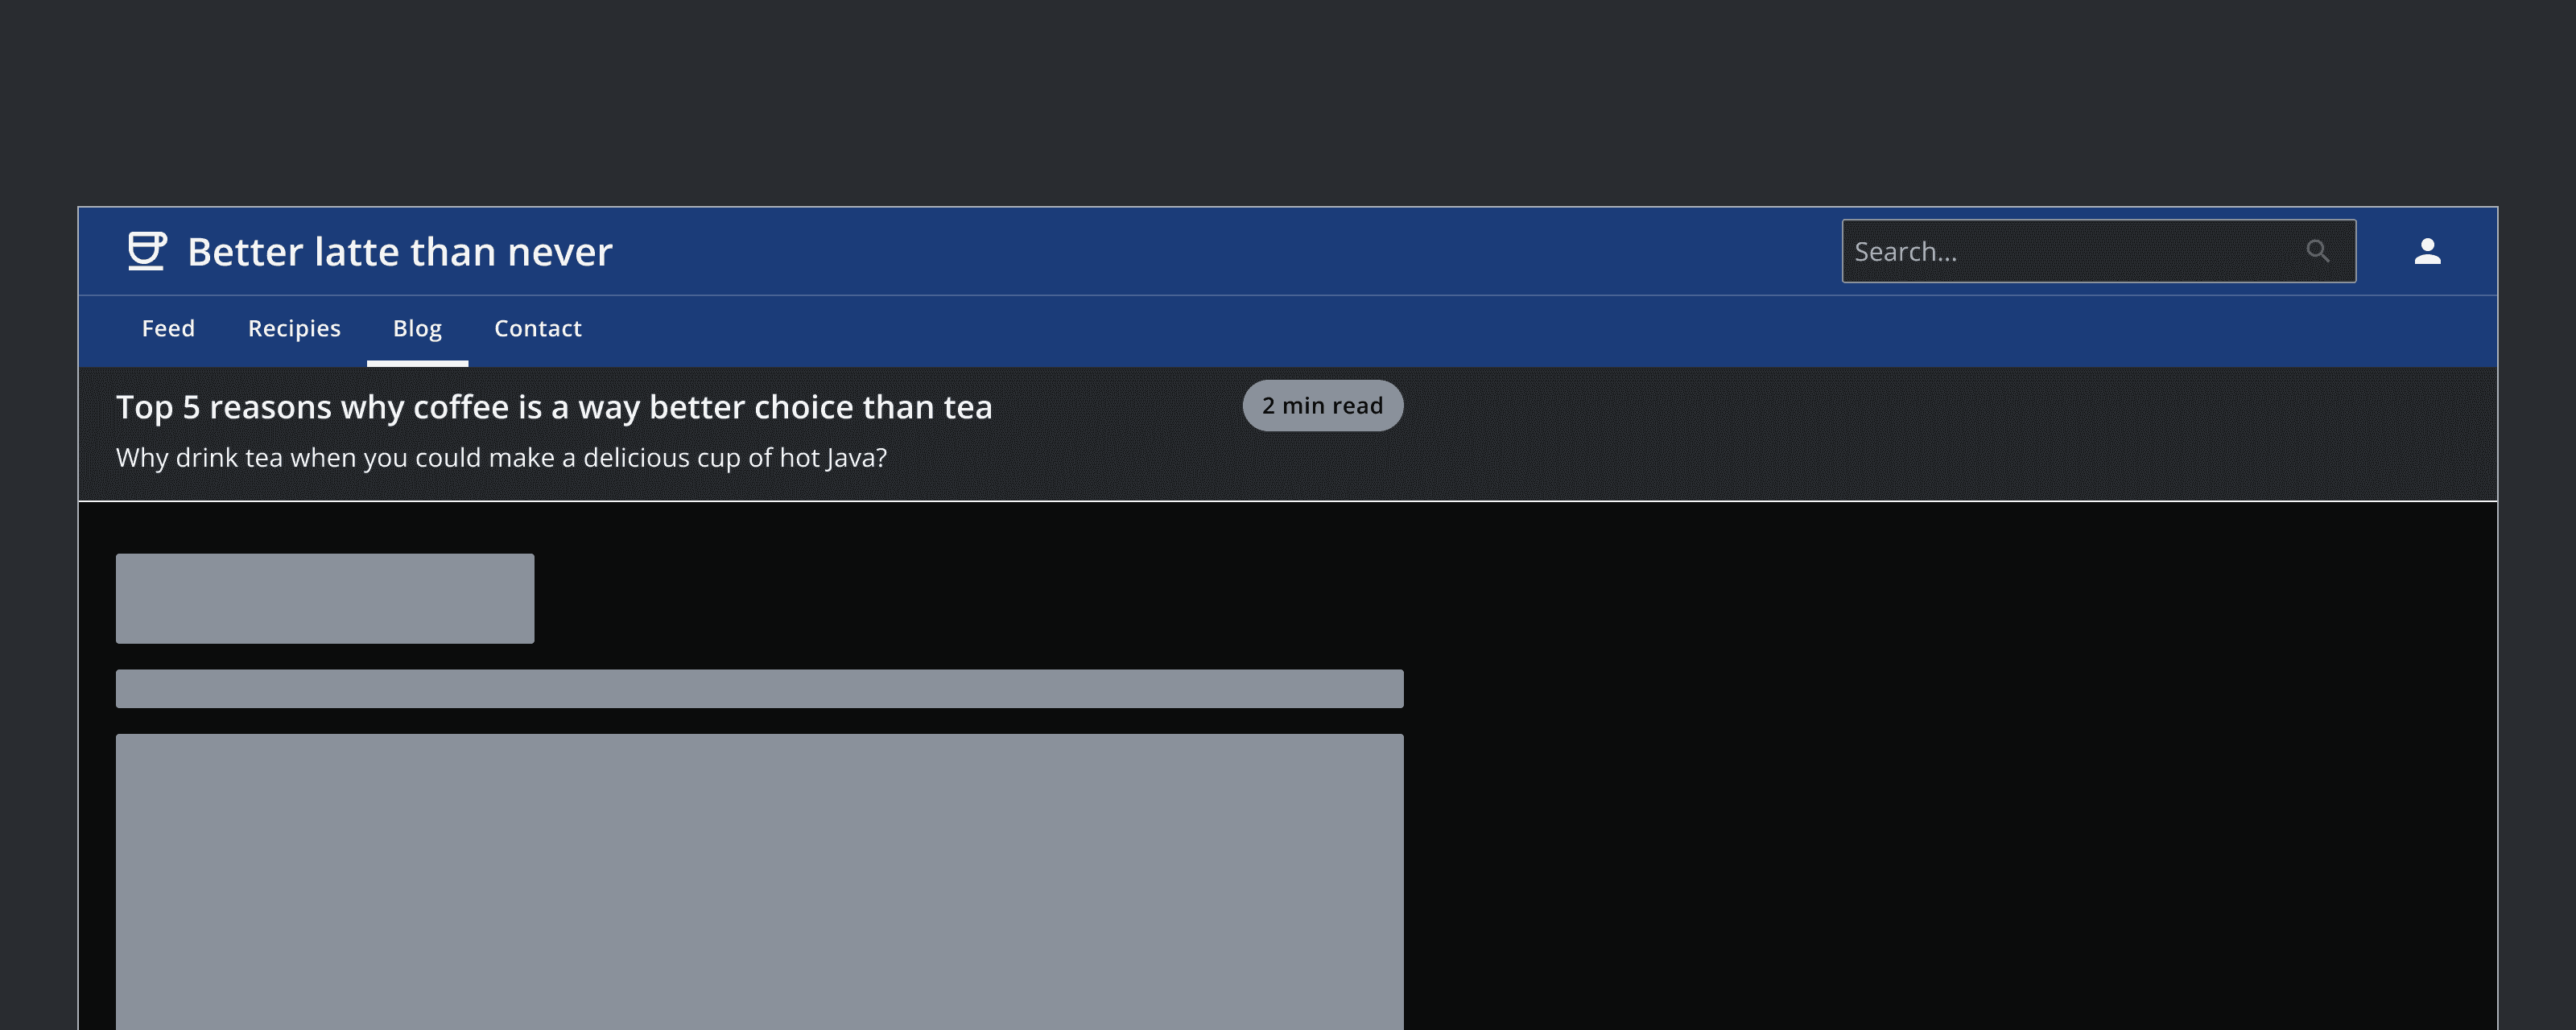 Better latte than never
Search...
Feed Recipies Blog Contact
Top 5 reasons why coffee is a way better choice than tea
2 min read
Why drink tea when you could make a delicious cup of hot Java?